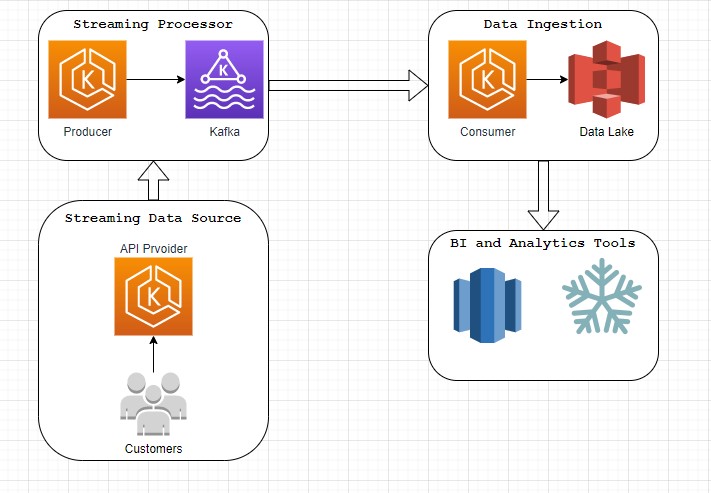 Streaming Processor
K
Producer
K
Kafka
Data Ingestion
K
Consumer
Data Lake
Streaming Data Source
API Prvoider
K
Customers
BI and Analytics Tools